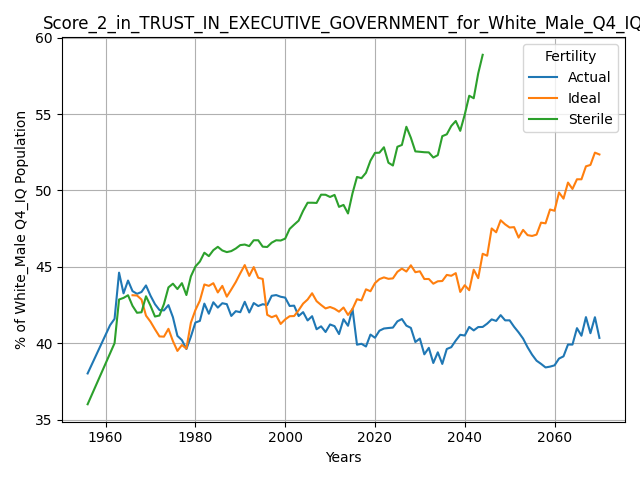 Score_2_in_TRUST_IN_EXECUTIVE_GOVERNMENT_for_White_Male_Q4_IQ
% of White_Male Q4_IQ Population
60
55
50
45
40
35
Fertility
Actual
Ideal
Sterile
1960 1980 2000 2020 2040 2060
Years